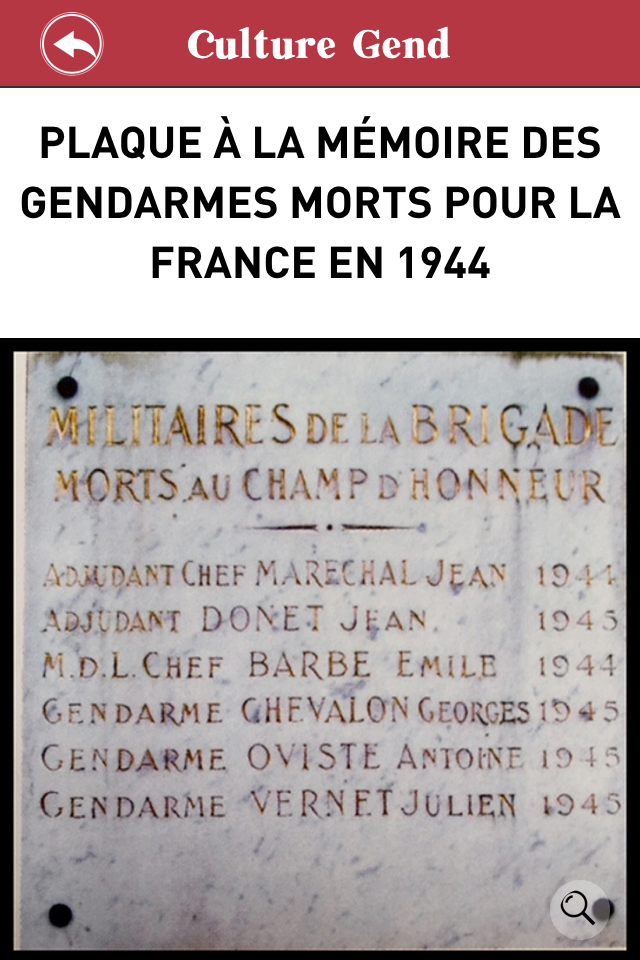 Culture Gend
PLAQUE À LA MÉMOIRE DES
GENDARMES MORTS POUR LA
FRANCE EN 1944
MILITAIRES DE LA BRIGADE
MORTS AU CHAMP D'HONNEUR
ADJUDANT CHEF MARECHAL JEAN 1944
ADJUDANT DONET JEAN. 1945
M.D.L. CHEF BARBE EMILE 1944
GENDARME CHEVALON GEORGES 1945
GENDARME OVISTE ANTOINE 1945
GENDARME VERNET JULIEN 1945